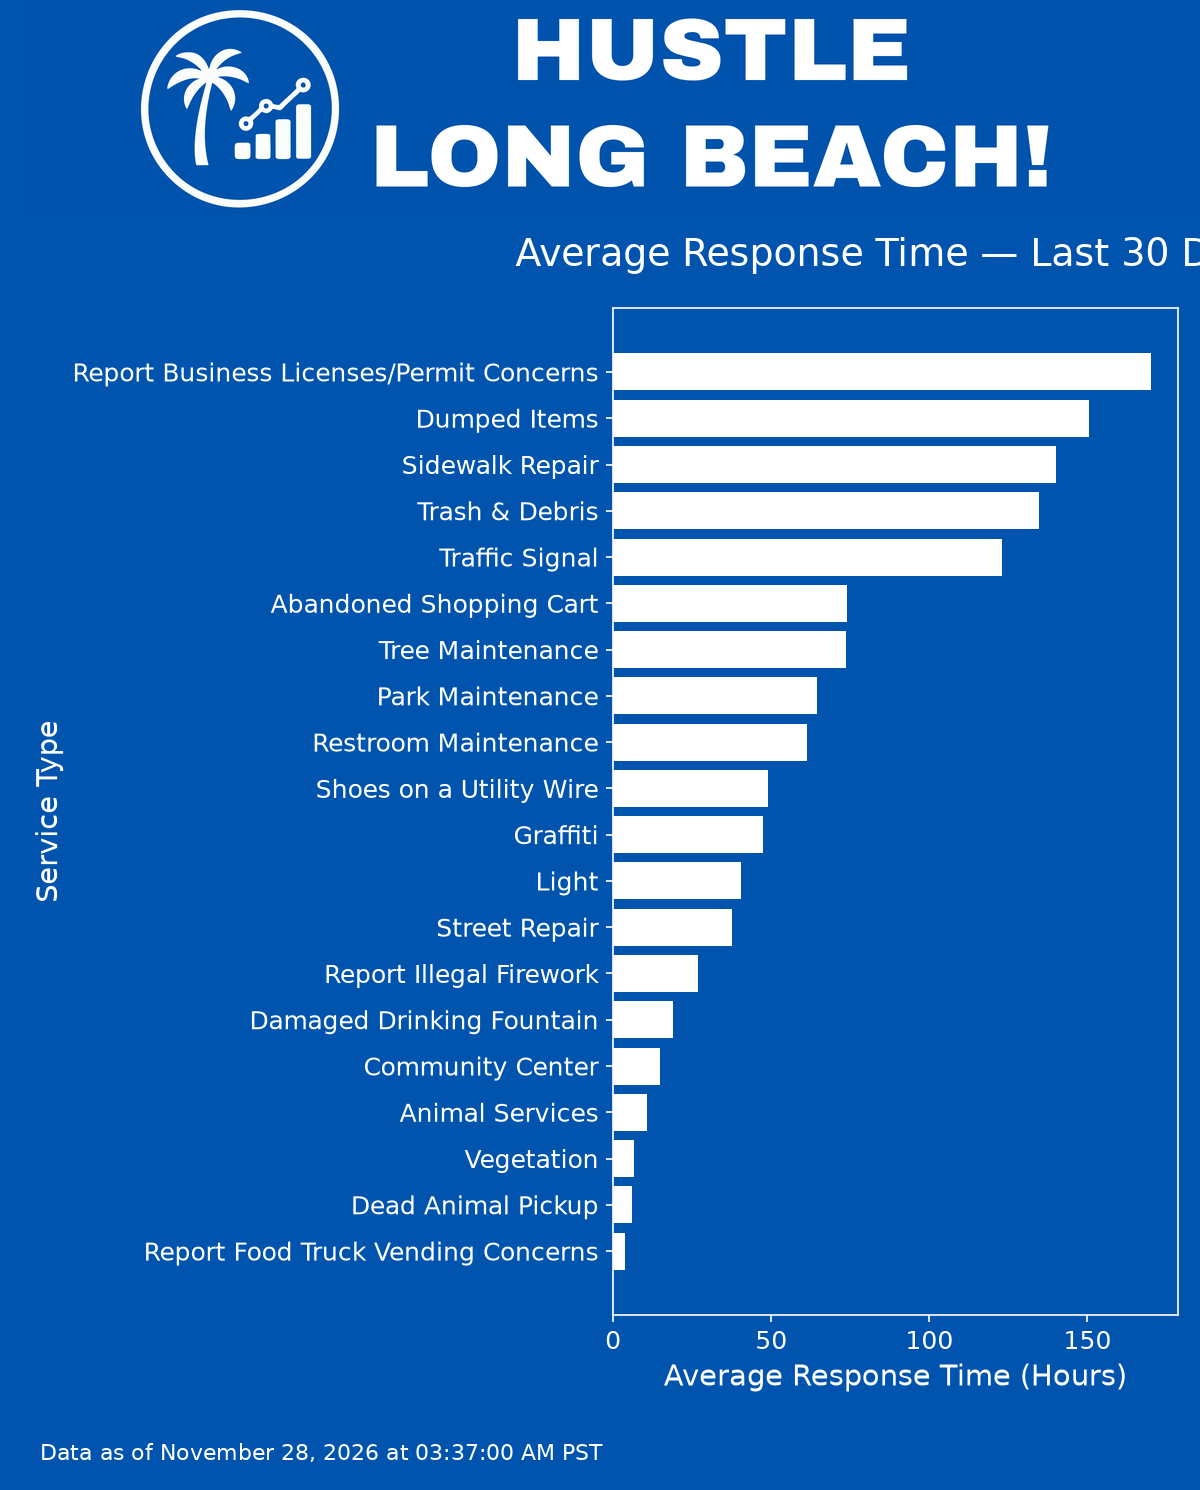 HUSTLE
LONG BEACH!
Average Response Time — Last 30 D
Report Business Licenses/Permit Concerns
Dumped Items
Sidewalk Repair
Trash & Debris
Traffic Signal
Abandoned Shopping Cart
Tree Maintenance
Park Maintenance
Restroom Maintenance
Shoes on a Utility Wire
Graffiti
Light
Street Repair
Report Illegal Firework
Damaged Drinking Fountain
Community Center
Animal Services
Vegetation
Dead Animal Pickup
Report Food Truck Vending Concerns
Service Type
0 50 100 150
Average Response Time (Hours)
Data as of November 28, 2026 at 03:37:00 AM PST